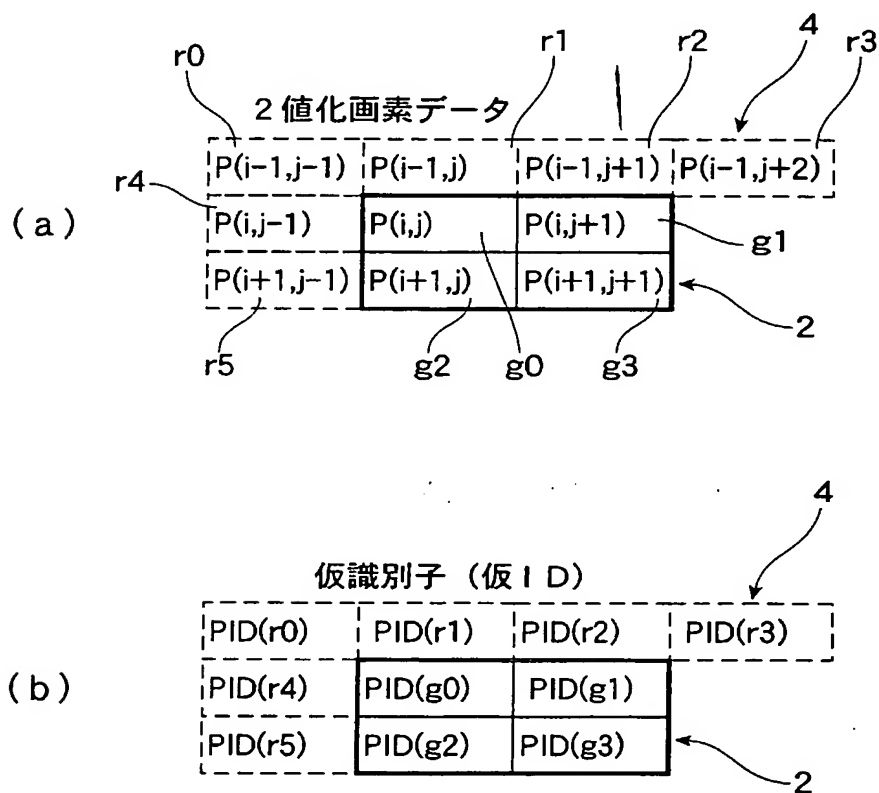 r0 r1 r2 4 r3
2値化画素データ
P(i-1,j-1) P(i-1,j) P(i-1,j+1) P(i-1,j+2)
r4
(a) P(i,j-1) P(i,j) P(i,j+1)
g1
P(i+1,j-1) P(i+1,j) P(i+1,j+1)
2
r5 g2 g0 g3
4
仮識別子 (仮ID)
PID(r0) PID(r1) PID(r2) PID(r3)
(b) PID(r4) PID(g0) PID(g1)
PID(r5) PID(g2) PID(g3)
2